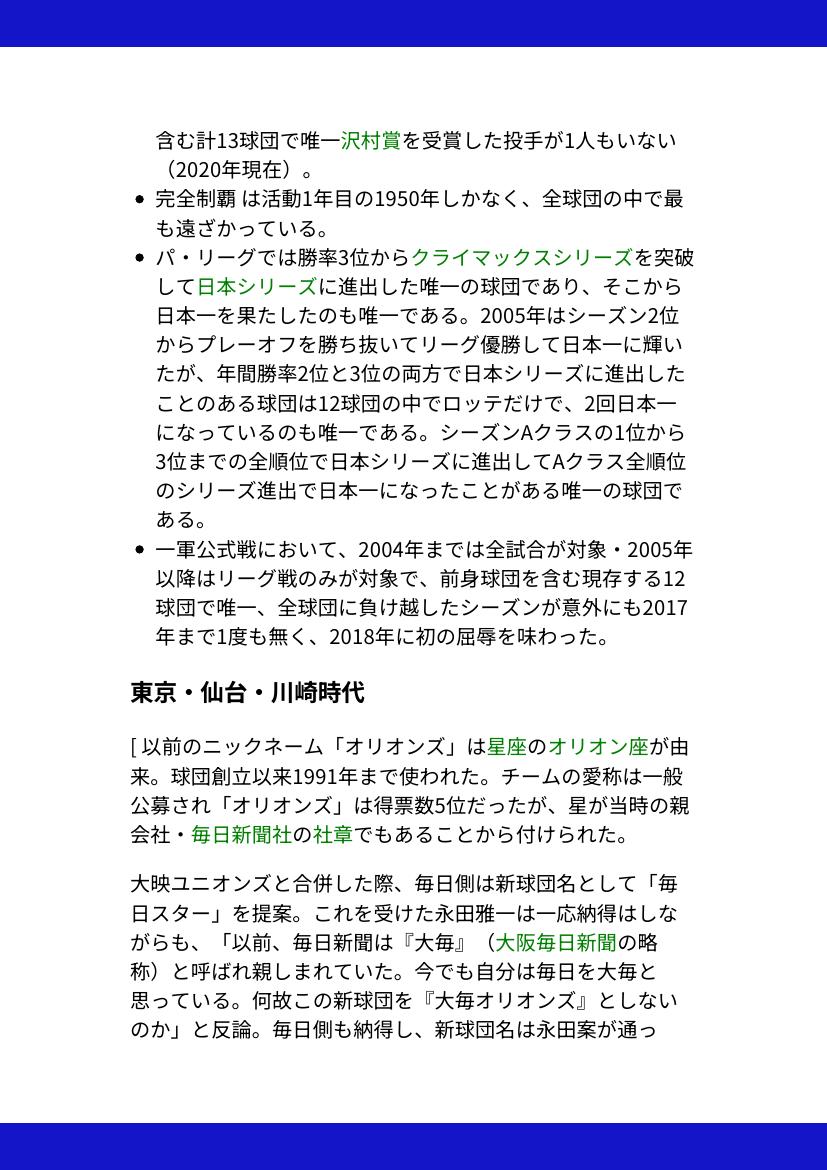 含む計13球団で唯一沢村賞を受賞した投手が1人もいない
（2020年現在）。
• 完全制覇 は活動1年目の1950年しかなく、全球団の中で最
も遠ざかっている。
• パ・リーグでは勝率3位からクライマックスシリーズを突破
して日本シリーズに進出した唯一の球団であり、そこから
日本一を果たしたのも唯一である。2005年はシーズン2位
からプレーオフを勝ち抜いてリーグ優勝して日本一に輝い
たが、年間勝率2位と3位の両方で日本シリーズに進出した
ことのある球団は12球団の中でロッテだけで、2回日本一
になっているのも唯一である。シーズンAクラスの1位から
3位までの全順位で日本シリーズに進出してAクラス全順位
のシリーズ進出で日本一になったことがある唯一の球団で
ある。
• 一軍公式戦において、2004年までは全試合が対象・2005年
以降はリーグ戦のみが対象で、前身球団を含む現存する12
球団で唯一、全球団に負け越したシーズンが意外にも2017
年まで1度も無く、2018年に初の屈辱を味わった。
東京・仙台・川崎時代
[ 以前のニックネーム「オリオンズ」は星座のオリオン座が由
来。球団創立以来1991年まで使われた。チームの愛称は一般
公募され「オリオンズ」は得票数5位だったが、星が当時の親
会社・毎日新聞社の社章でもあることから付けられた。
大映ユニオンズと合併した際、毎日側は新球団名として「毎
日スター」を提案。これを受けた永田雅一は一応納得はしな
がらも、「以前、毎日新聞は『大毎』（大阪毎日新聞の略
称）と呼ばれ親しまれていた。今でも自分は毎日を大毎と
思っている。何故この新球団を『大毎オリオンズ』としない
のか」と反論。毎日側も納得し、新球団名は永田案が通っ